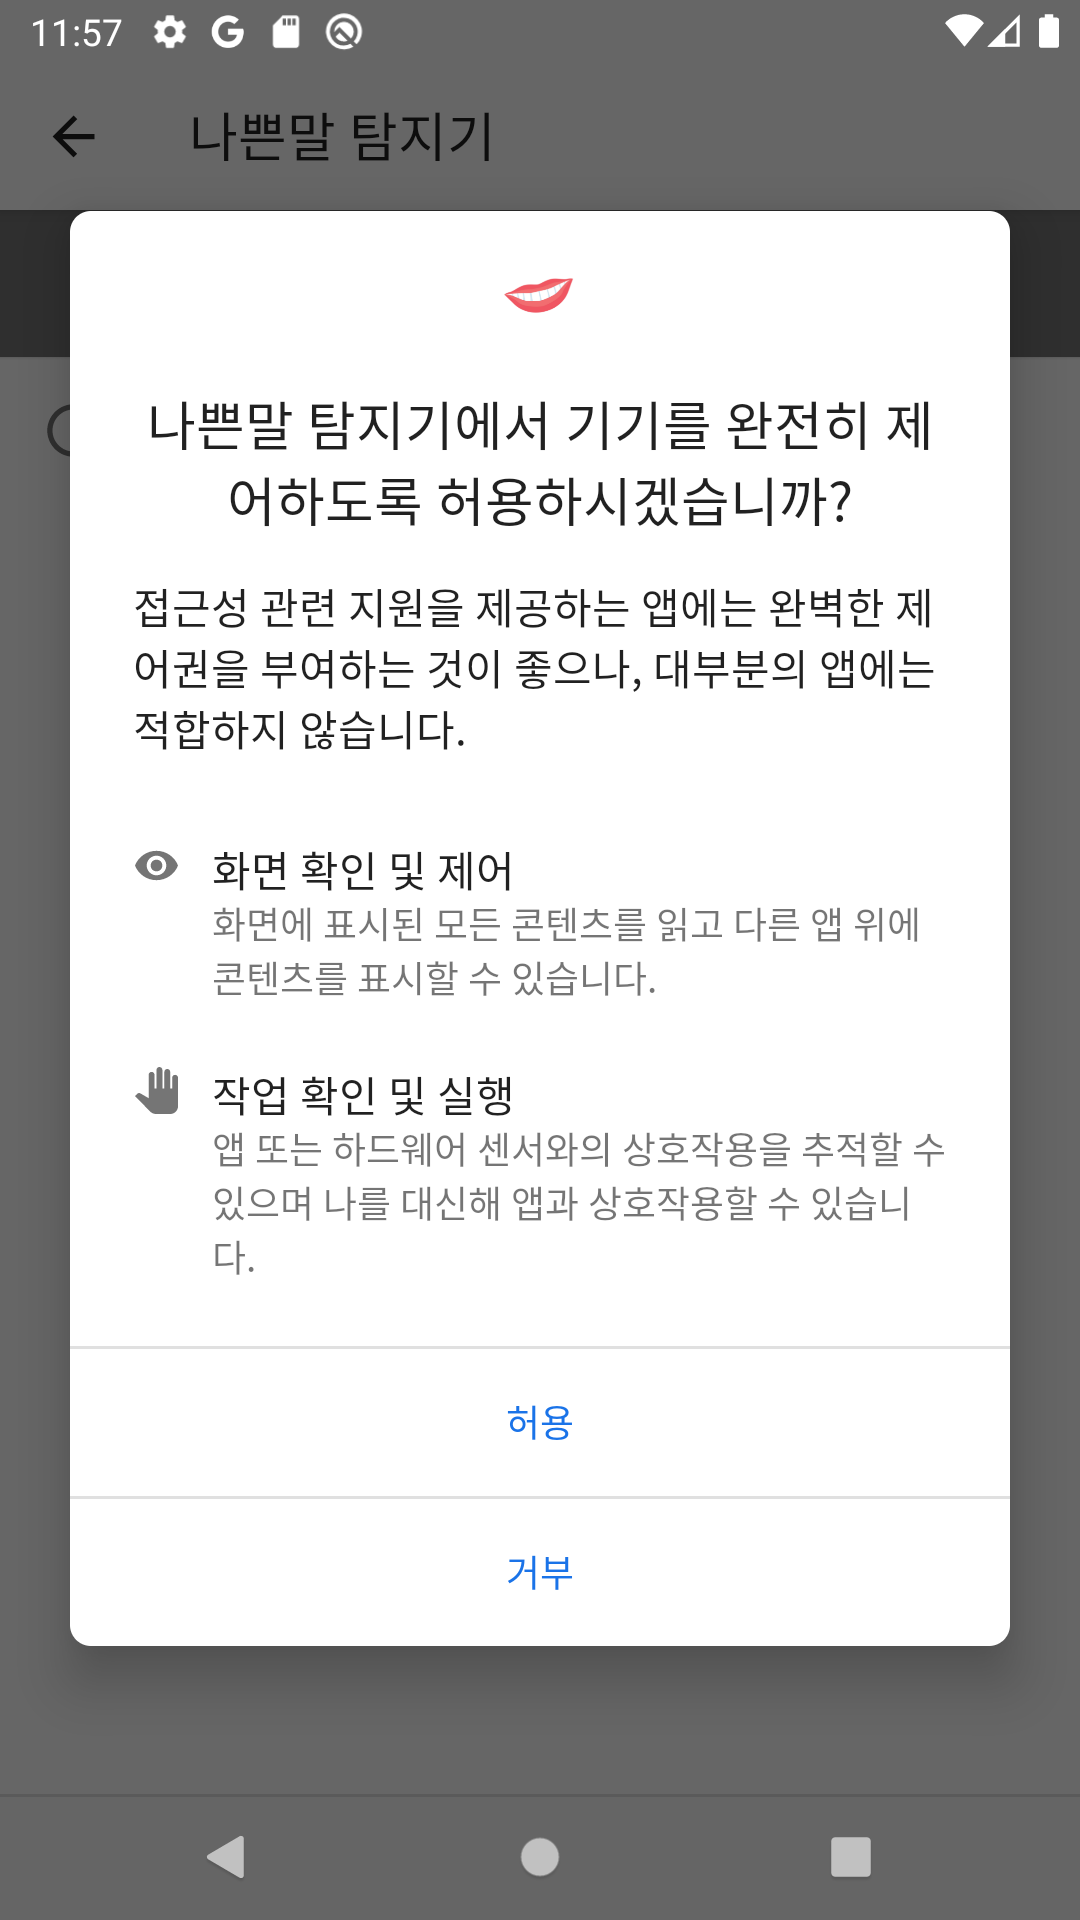 11:57
나쁜말 탐지기
나쁜말 탐지기에서 기기를 완전히 제
어하도록 허용하시겠습니까?
접근성 관련 지원을 제공하는 앱에는 완벽한 제
어권을 부여하는 것이 좋으나, 대부분의 앱에는
적합하지 않습니다.
화면 확인 및 제어
화면에 표시된 모든 콘텐츠를 읽고 다른 앱 위에
콘텐츠를 표시할 수 있습니다.
작업 확인 및 실행
앱 또는 하드웨어 센서와의 상호작용을 추적할 수
있으며 나를 대신해 앱과 상호작용할 수 있습니
다.
허용
거부